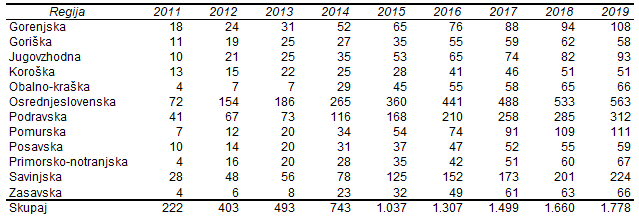 Regija 2011 2012 2013 2014 2015 2016 2017 2018 2019
Gorenjska 18 24 31 52 65 76 88 94 108
Goriška 11 19 25 27 35 55 59 62 58
Jugovzhodna 10 21 25 35 53 65 74 82 93
Koroška 13 15 22 25 28 41 46 51 51
Obalno-kraška 4 7 7 29 45 55 58 65 66
Osrednjeslovenska 72 154 186 265 360 441 488 533 563
Podravska 41 67 73 116 168 210 258 285 312
Pomurska 7 12 20 34 54 74 91 109 111
Posavska 10 14 20 31 37 47 52 55 59
Primorsko-notranjska 4 16 20 28 35 42 51 60 67
Savinjska 28 48 56 78 125 152 173 201 224
Zasavska 4 6 8 23 32 49 61 63 66
Skupaj 222 403 493 743 1.037 1.307 1.499 1.660 1.778